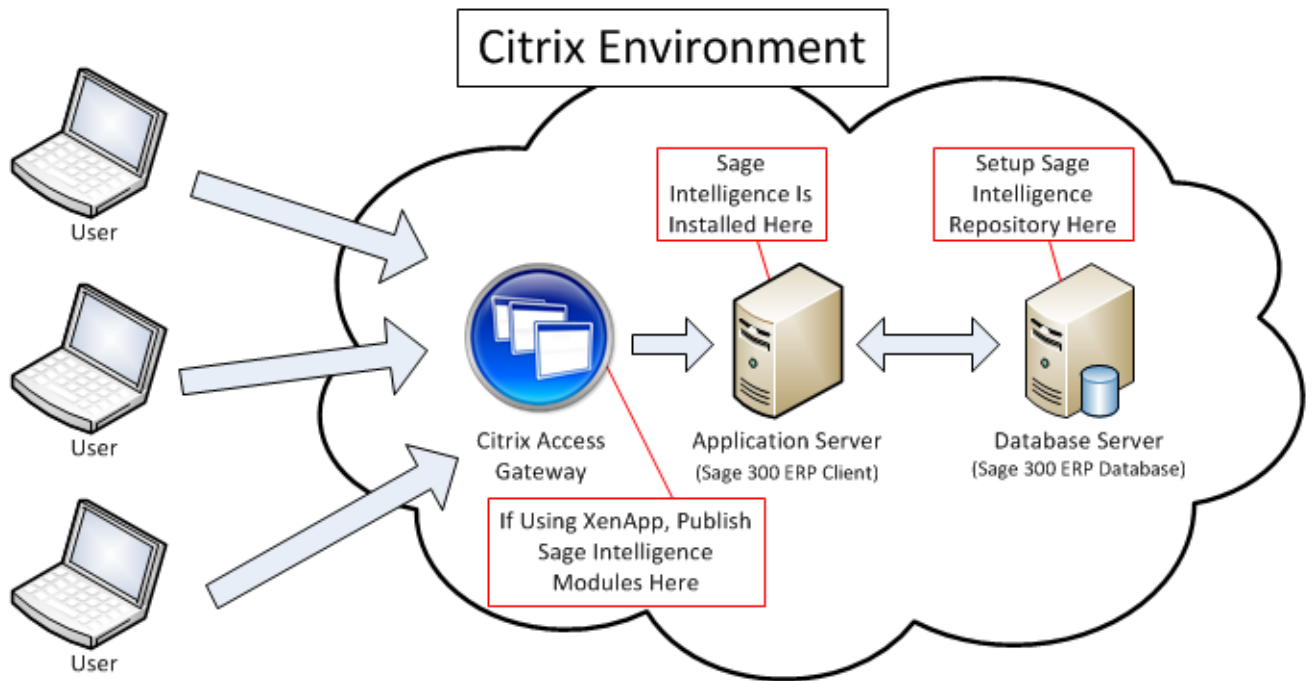 Citrix Environment
User
User
User
Sage
Intelligence Is
Installed Here
Setup Sage
Intelligence
Repository Here
Citrix Access
Gateway
Application Server
(Sage 300 ERP Client)
Database Server
(Sage 300 ERP Database)
If Using XenApp, Publish
Sage Intelligence
Modules Here